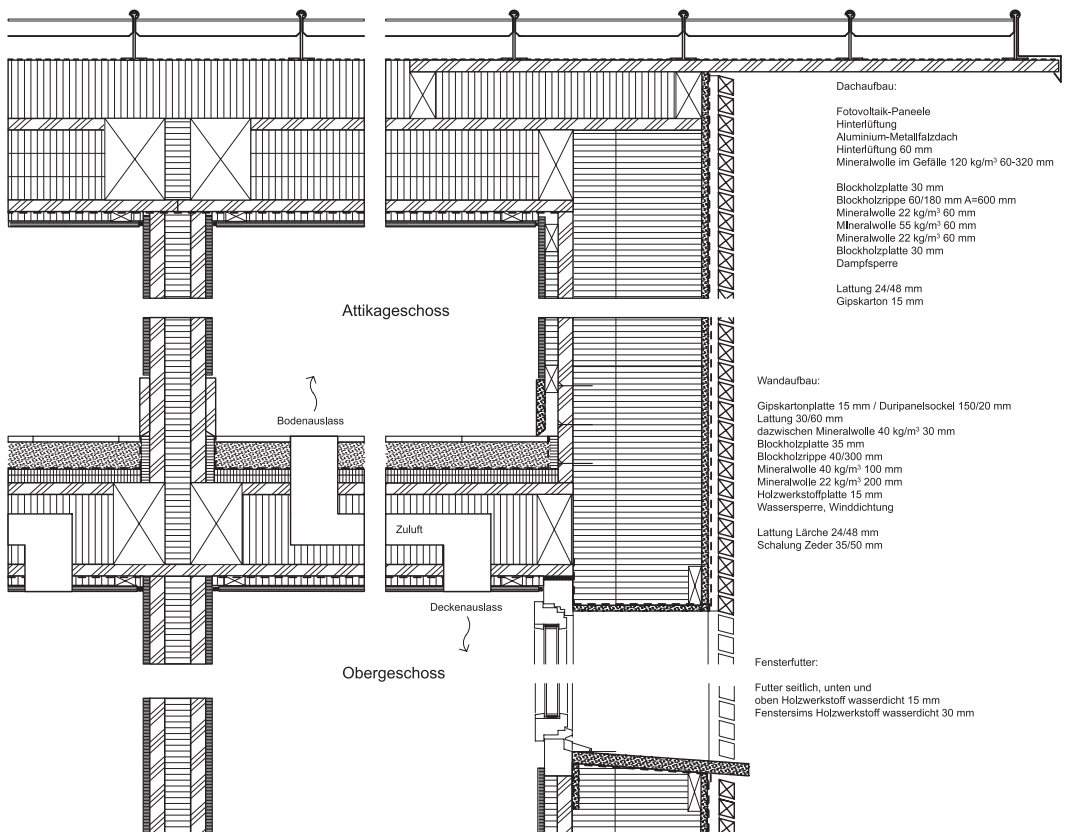 Dachaufbau:
Fotovoltaik-Paneele
Hinterlüftung
Aluminium-Metallfalzdach
Hinterlüftung 60 mm
Mineralwolle im Gefälle 120 kg/m³ 60-320 mm
Blockholzplatte 30 mm
Blockholzrippe 60/180 mm A=600 mm
Mineralwolle 22 kg/m³ 60 mm
Mineralwolle 55 kg/m³ 60 mm
Mineralwolle 22 kg/m³ 60 mm
Blockholzplatte 30 mm
Dampfsperre
Lattung 24/48 mm
Gipskarton 15 mm
Attikageschoss
Bodenauslass
Wandaufbau:
Gipskartonplatte 15 mm / Duripanelsockel 150/20 mm
Lattung 30/60 mm
dazwischen Mineralwolle 40 kg/m³ 30 mm
Blockholzplatte 35 mm
Blockholzrippe 40/300 mm
Mineralwolle 40 kg/m³ 100 mm
Mineralwolle 22 kg/m³ 200 mm
Holzwerkstoffplatte 15 mm
Wassersperre, Winddichtung
Lattung Lärche 24/48 mm
Schalung Zeder 35/50 mm
Zuluft
Deckenauslass
Obergeschoss
Fensterfutter:
Futter seitlich, unten und
oben Holzwerkstoff wasserdicht 15 mm
Fenstersims Holzwerkstoff wasserdicht 30 mm